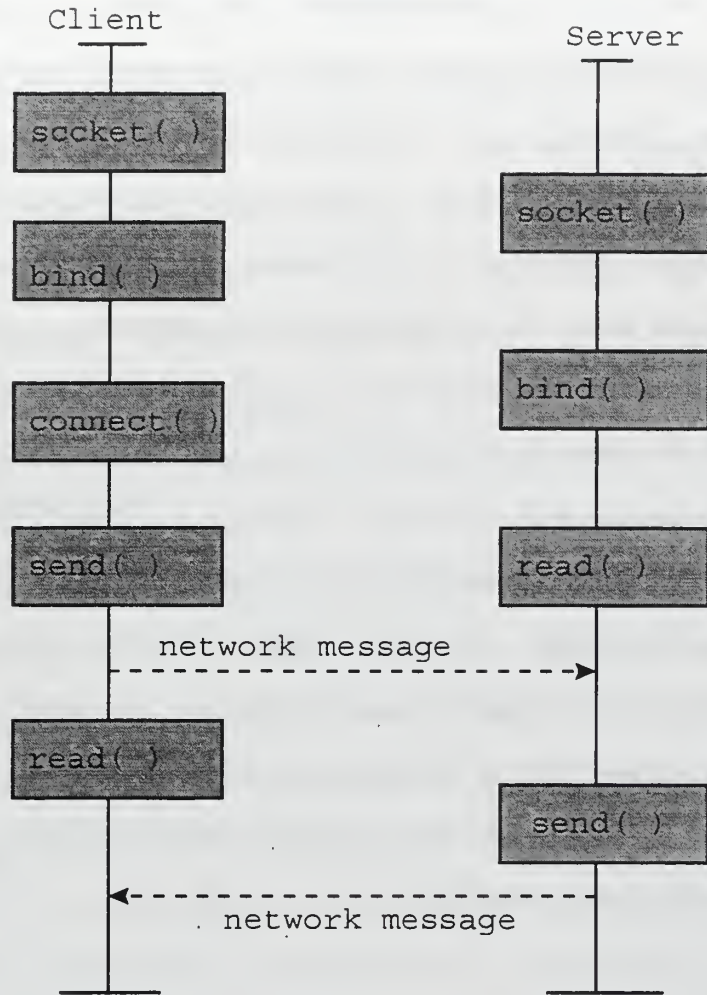 Client
Server
socket( )
socket( )
bind( )
bind( )
connect( )
send( )
read( )
network message
read( )
send( )
network message